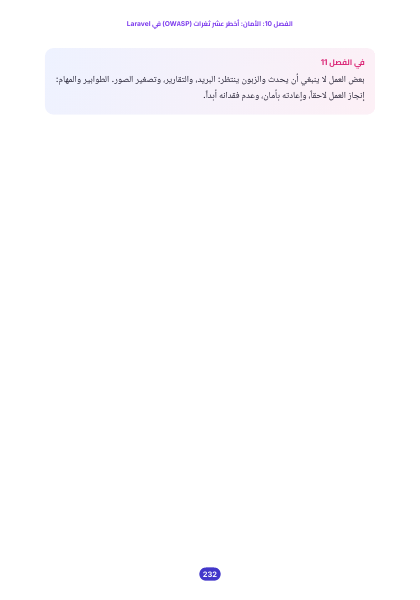 الفصل 10: الأمان: أخطر عشر ثغرات (OWASP) في Laravel
في الفصل 11
بعض العمل لا ينبغي أن يحدث والزبون ينتظر: البريد، والتقارير، وتصغير الصور. الطوابير والمهام:
إنجاز العمل لاحقاً، وإعادته بأمان، وعدم فقدانه أبداً.
232